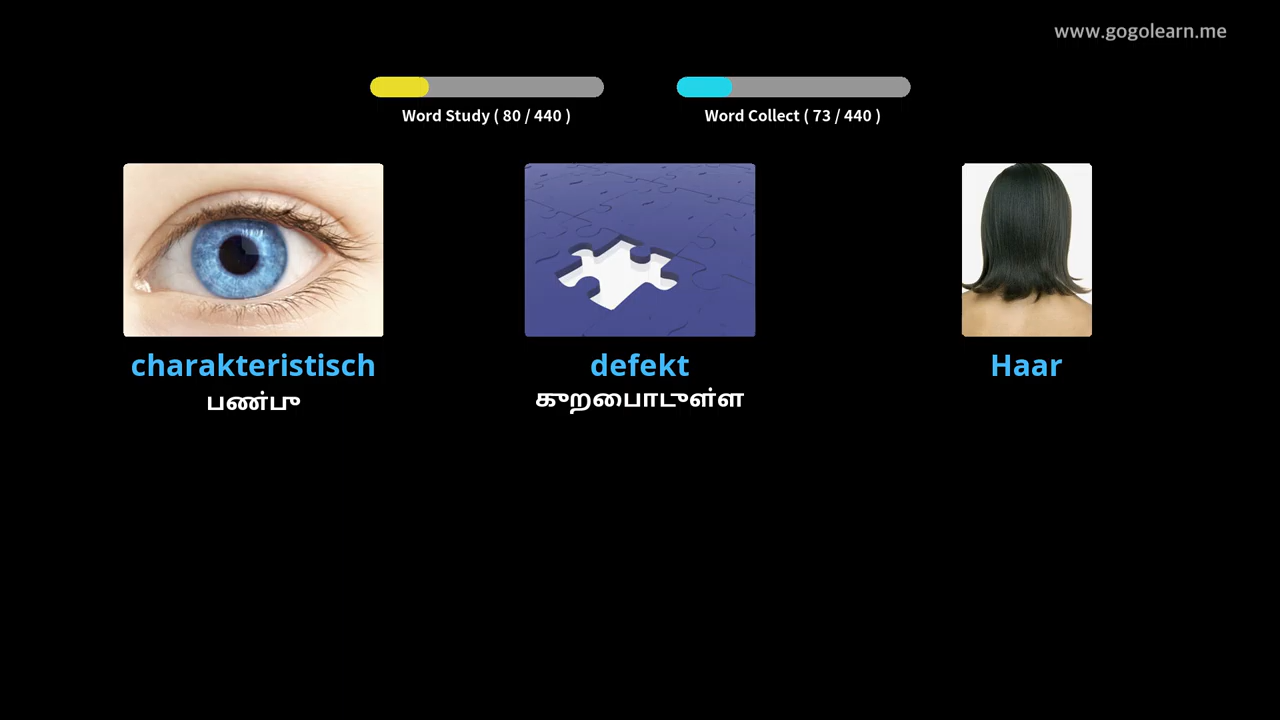 www.gogolearn.me
Word Study ( 80 / 440 )
Word Collect ( 73 / 440 )
charakteristisch
defekt
Haar
பண்பு
குறைபாடுள்ள